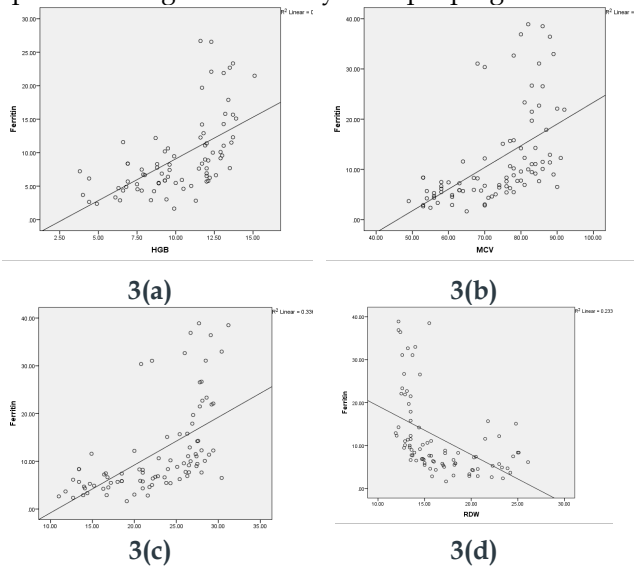 R² Linear =
R² Linear =
30.00
25.00
20.00
15.00
10.00
5.00
.00
Ferritin
2.50 5.00 7.50 10.00 12.50 15.00
HGB
40.00
30.00
20.00
10.00
.00
Ferritin
40.00 50.00 60.00 70.00 80.00 90.00 100.00
MCV
3(a) 3(b)
R² Linear = 0.33
R² Linear = 0.233
40.00
30.00
20.00
10.00
.00
Ferritin
10.00 15.00 20.00 25.00 30.00 35.00
40.00
30.00
20.00
10.00
.00
Ferritin
10.00 15.00 20.00 25.00 30.00
RDW
3(c) 3(d)